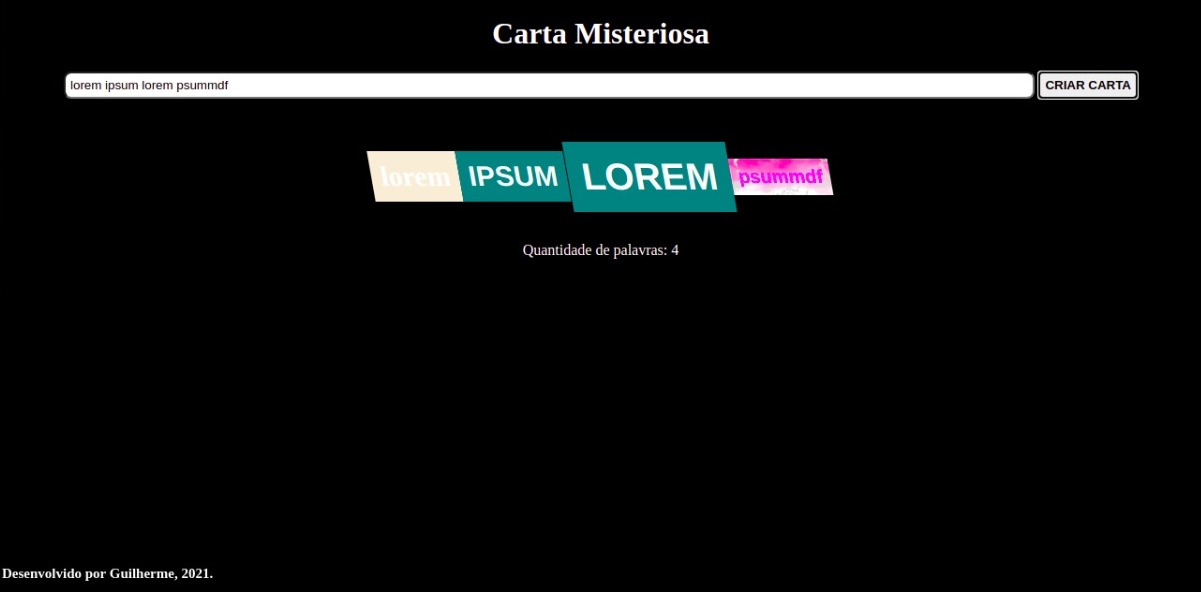 Carta Misteriosa
lorem ipsum lorem psummdf CRIAR CARTA
lorem IPSUM LOREM psummdf
Quantidade de palavras: 4
Desenvolvido por Guilherme, 2021.